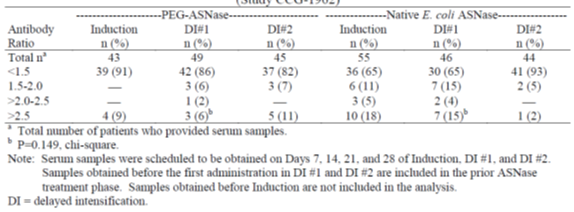 (Study CCG-1962)
---------------------PEG-ASNase--------------------- ----------------Native E. coli ASNase-----------------
Antibody Induction DI#1 DI#2 Induction DI#1 DI#2
Ratio n (%) n (%) n (%) n (%) n (%) n (%)
Total nᵃ 43 49 45 55 46 44
<1.5 39 (91) 42 (86) 37 (82) 36 (65) 30 (65) 41 (93)
1.5-2.0 — 3 (6) 3 (7) 6 (11) 7 (15) 2 (5)
>2.0-2.5 — 1 (2) — 3 (5) 2 (4) —
>2.5 4 (9) 3 (6)ᵇ 5 (11) 10 (18) 7 (15)ᵇ 1 (2)
ᵃ Total number of patients who provided serum samples.
ᵇ P=0.149, chi-square.
Note: Serum samples were scheduled to be obtained on Days 7, 14, 21, and 28 of Induction, DI #1, and DI #2.
Samples obtained before the first administration in DI #1 and DI #2 are included in the prior ASNase
treatment phase. Samples obtained before Induction are not included in the analysis.
DI = delayed intensification.